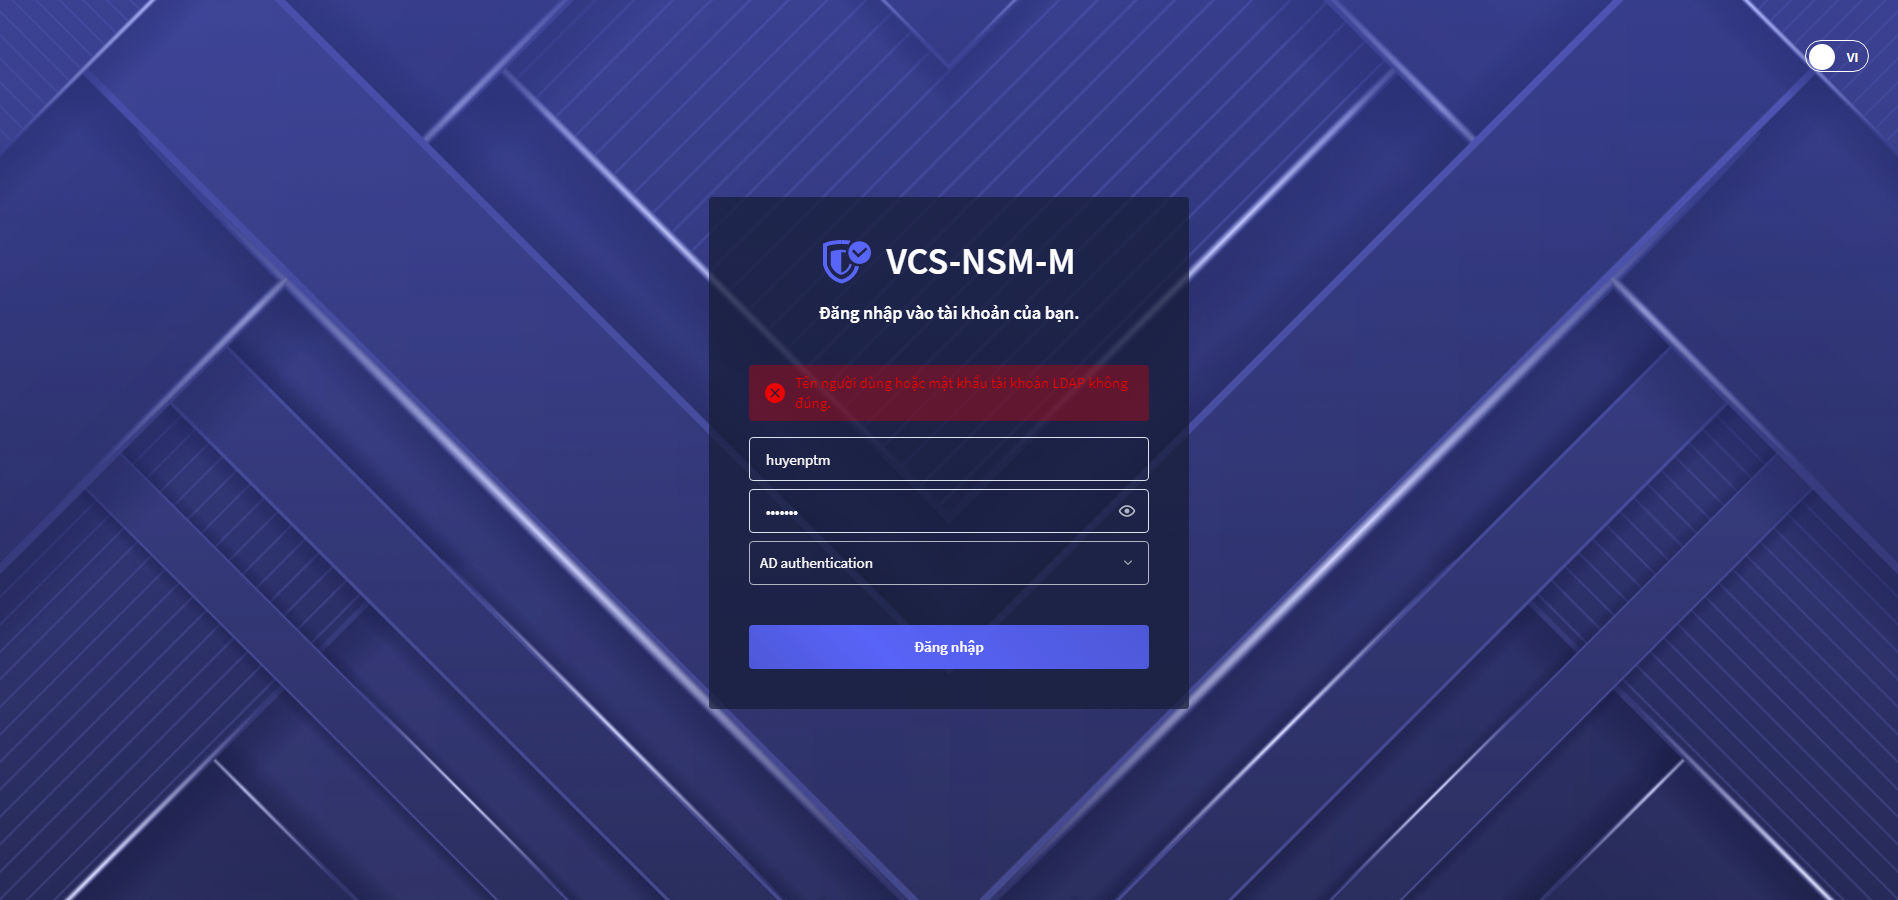 VI
VCS-NSM-M
Đăng nhập vào tài khoản của bạn.
Tên người dùng hoặc mật khẩu tài khoản LDAP không
đúng.
huyenptm
•••••••
AD authentication
Đăng nhập